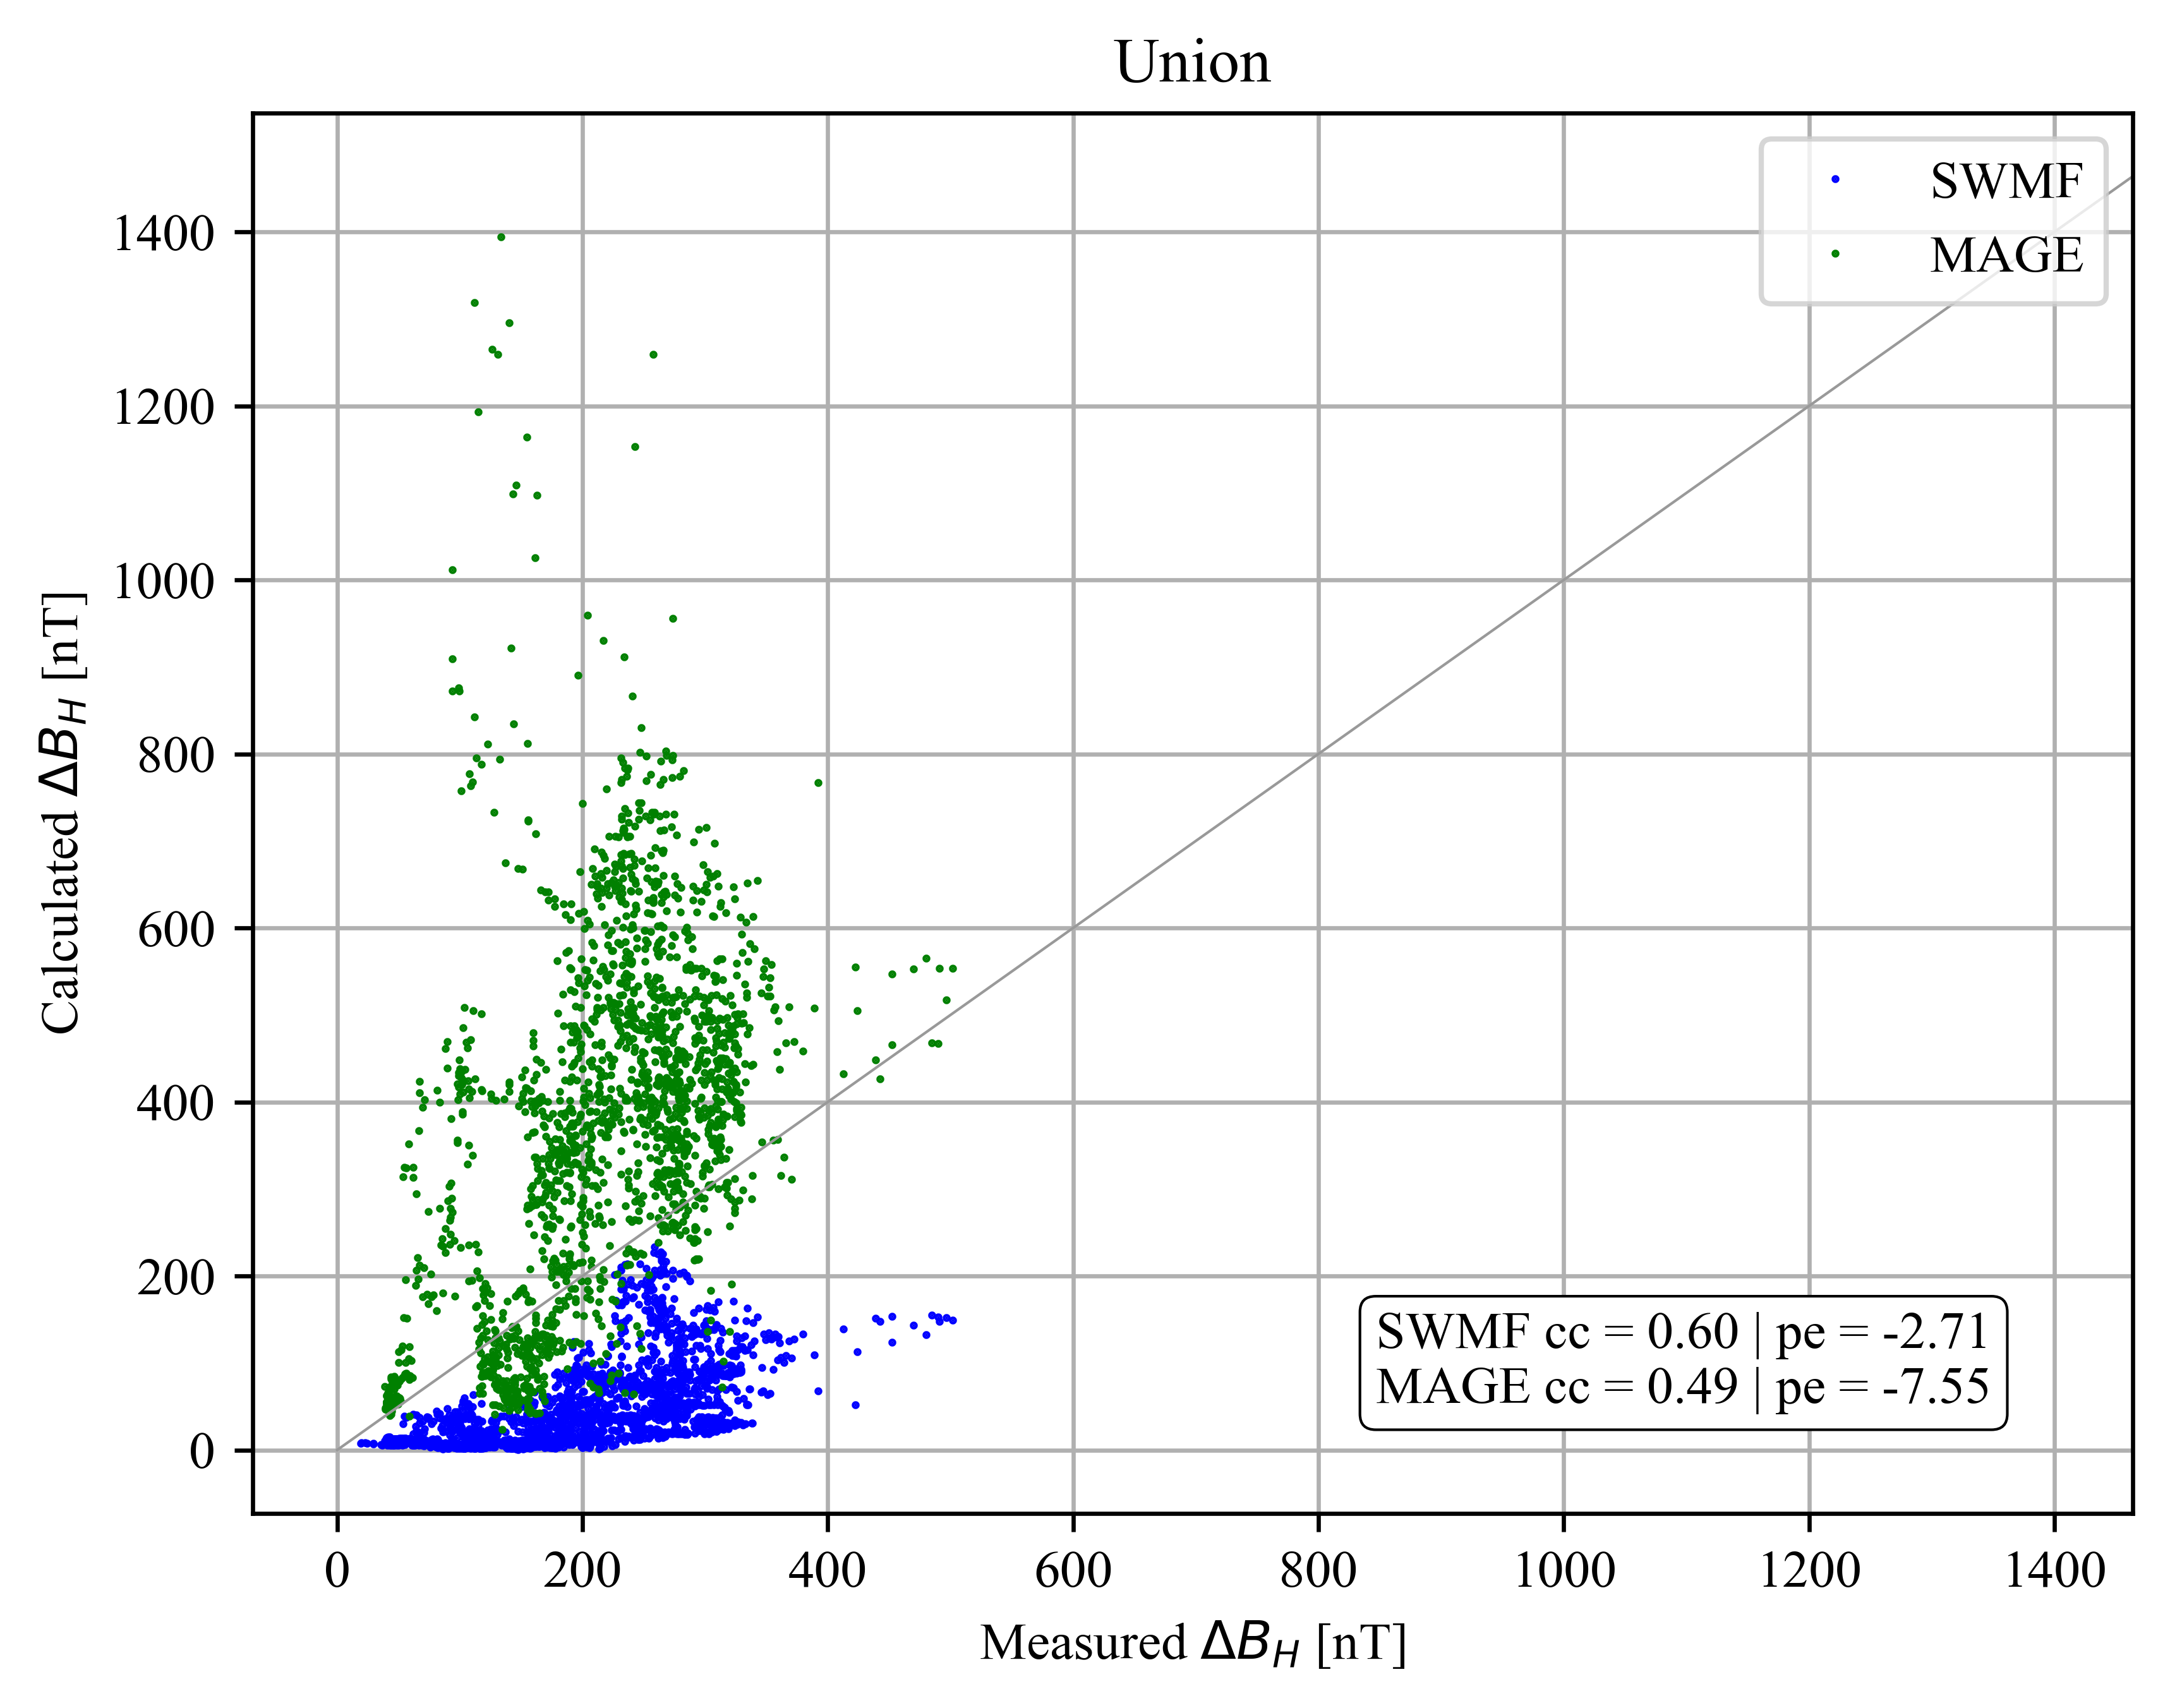 Union
SWMF
MAGE
1400
1200
1000
800
600
400
200
0
Calculated ΔB_H [nT]
SWMF cc = 0.60 | pe = -2.71
MAGE cc = 0.49 | pe = -7.55
0 200 400 600 800 1000 1200 1400
Measured ΔB_H [nT]